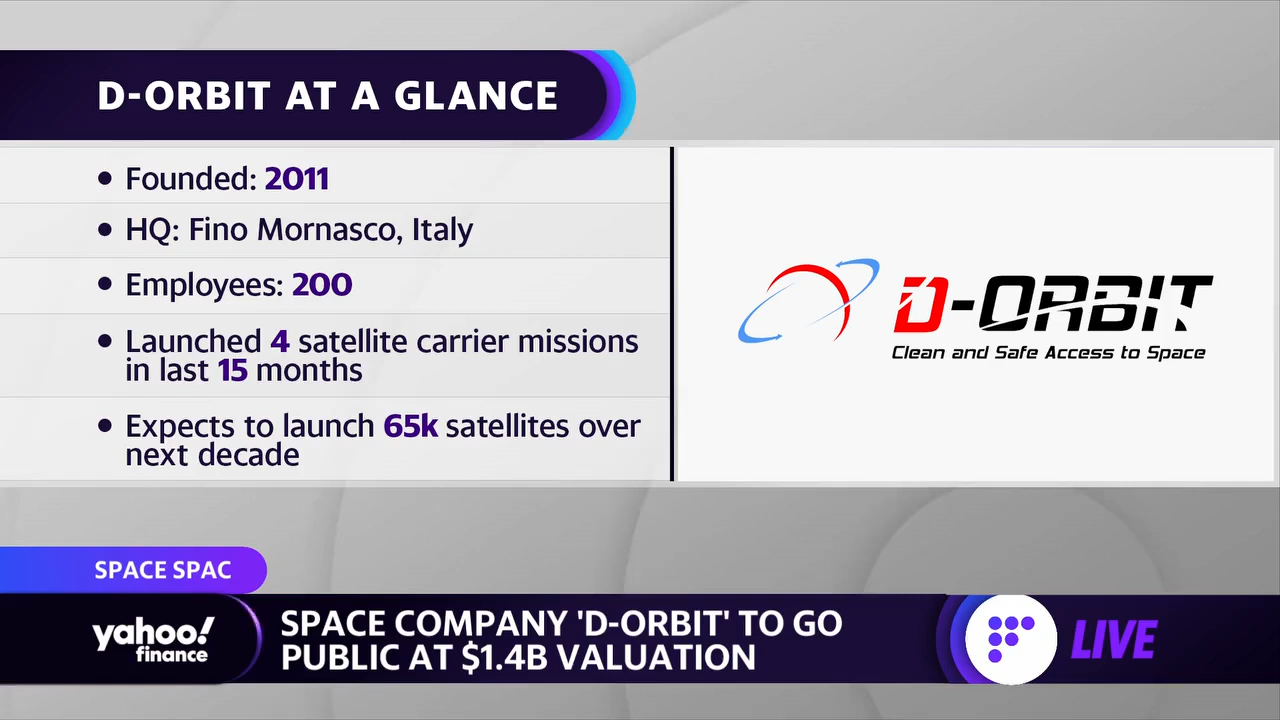 D-ORBIT AT A GLANCE
• Founded: 2011
• HQ: Fino Mornasco, Italy
• Employees: 200
• Launched 4 satellite carrier missions
in last 15 months
• Expects to launch 65k satellites over
next decade
D-ORBIT
Clean and Safe Access to Space
SPACE SPAC
yahoo!
finance
SPACE COMPANY 'D-ORBIT' TO GO
PUBLIC AT $1.4B VALUATION
LIVE